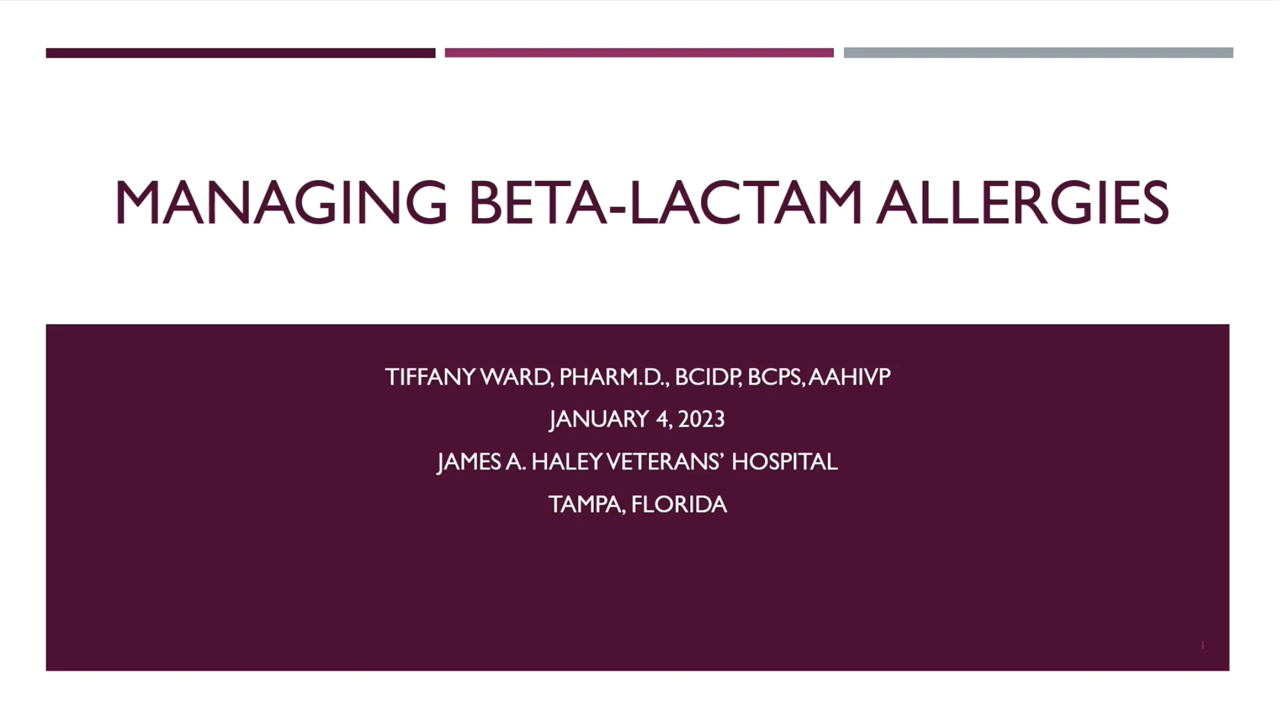 MANAGING BETA-LACTAM ALLERGIES
TIFFANY WARD, PHARM.D., BCIDP, BCPS, AAHIVP
JANUARY 4, 2023
JAMES A. HALEY VETERANS’ HOSPITAL
TAMPA, FLORIDA
1